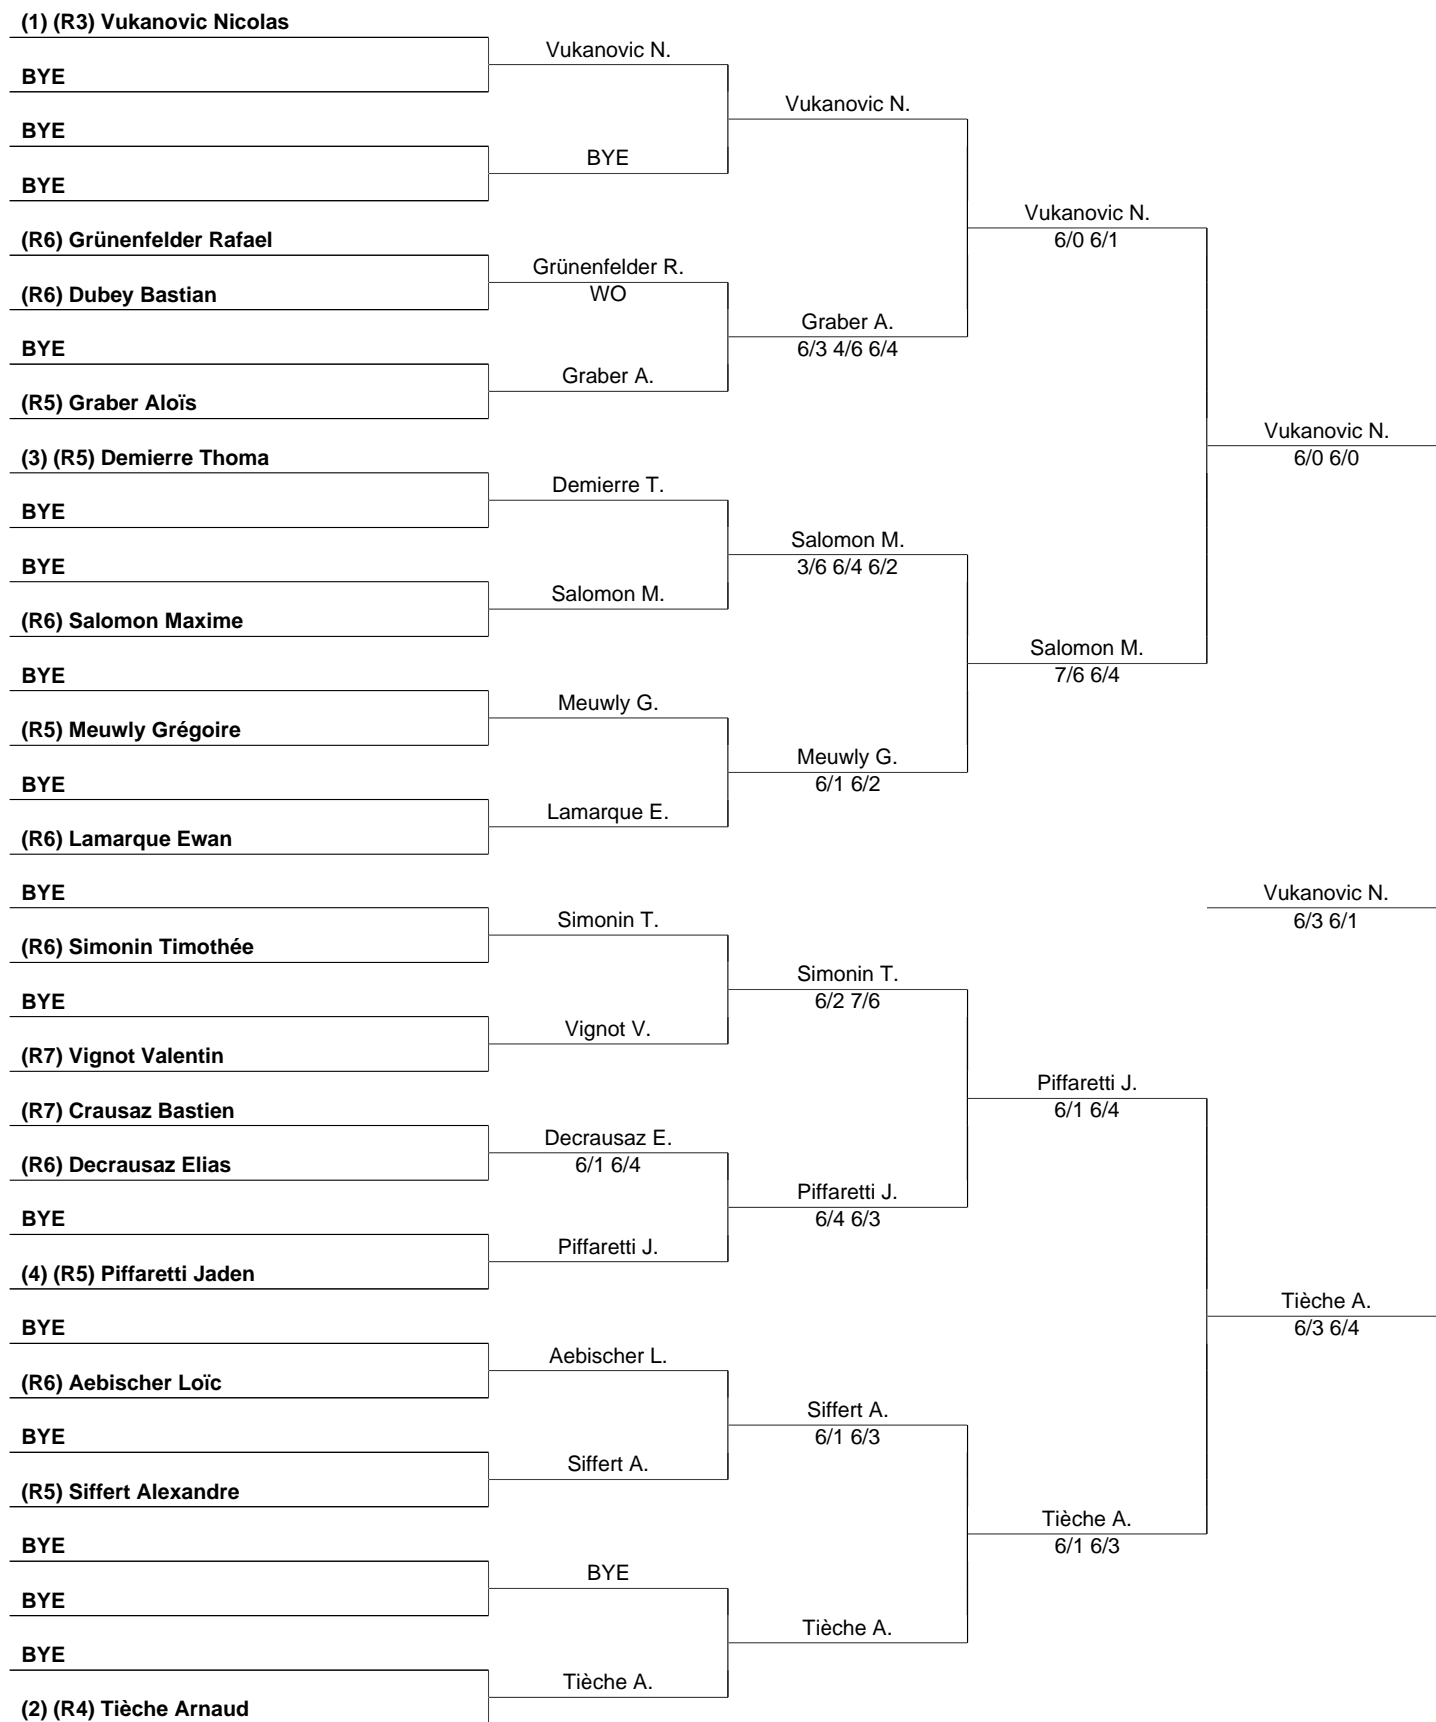 (1) (R3) Vukanovic Nicolas
Vukanovic N.
BYE
Vukanovic N.
BYE
BYE
BYE
Vukanovic N.
6/0 6/1
(R6) Grünenfelder Rafael
Grünenfelder R.
WO
(R6) Dubey Bastian
Graber A.
6/3 4/6 6/4
BYE
Graber A.
(R5) Graber Aloïs
Vukanovic N.
6/0 6/0
(3) (R5) Demierre Thoma
Demierre T.
BYE
Salomon M.
3/6 6/4 6/2
BYE
Salomon M.
(R6) Salomon Maxime
Salomon M.
7/6 6/4
BYE
Meuwly G.
(R5) Meuwly Grégoire
Meuwly G.
6/1 6/2
BYE
Lamarque E.
(R6) Lamarque Ewan
BYE
Vukanovic N.
6/3 6/1
Simonin T.
(R6) Simonin Timothée
Simonin T.
6/2 7/6
BYE
Vignot V.
(R7) Vignot Valentin
Piffaretti J.
6/1 6/4
(R7) Crausaz Bastien
Decrausaz E.
6/1 6/4
(R6) Decrausaz Elias
Piffaretti J.
6/4 6/3
BYE
Piffaretti J.
(4) (R5) Piffaretti Jaden
Tièche A.
6/3 6/4
BYE
Aebischer L.
(R6) Aebischer Loïc
Siffert A.
6/1 6/3
BYE
Siffert A.
(R5) Siffert Alexandre
Tièche A.
6/1 6/3
BYE
BYE
BYE
Tièche A.
BYE
Tièche A.
(2) (R4) Tièche Arnaud